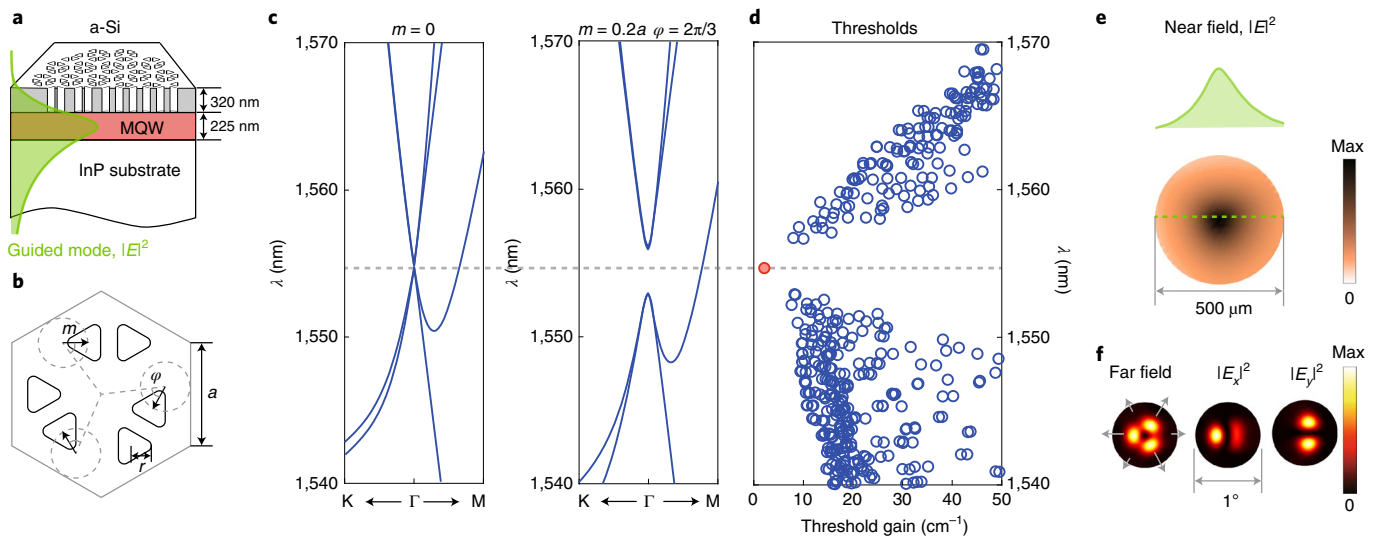 a
a-Si
320 nm
225 nm
MQW
InP substrate
Guided mode, |E|²
b
m
φ
a
r
c
m = 0
m = 0.2a φ = 2π/3
1,570
1,560
1,550
1,540
λ (nm)
K Γ M
1,570
1,560
1,550
1,540
λ (nm)
K Γ M
d
Thresholds
1,570
1,560
1,550
1,540
λ (nm)
0 10 20 30 40 50
Threshold gain (cm⁻¹)
e
Near field, |E|²
Max
0
500 μm
f
Far field
|Eₓ|²
|Eᵧ|²
1°
Max
0